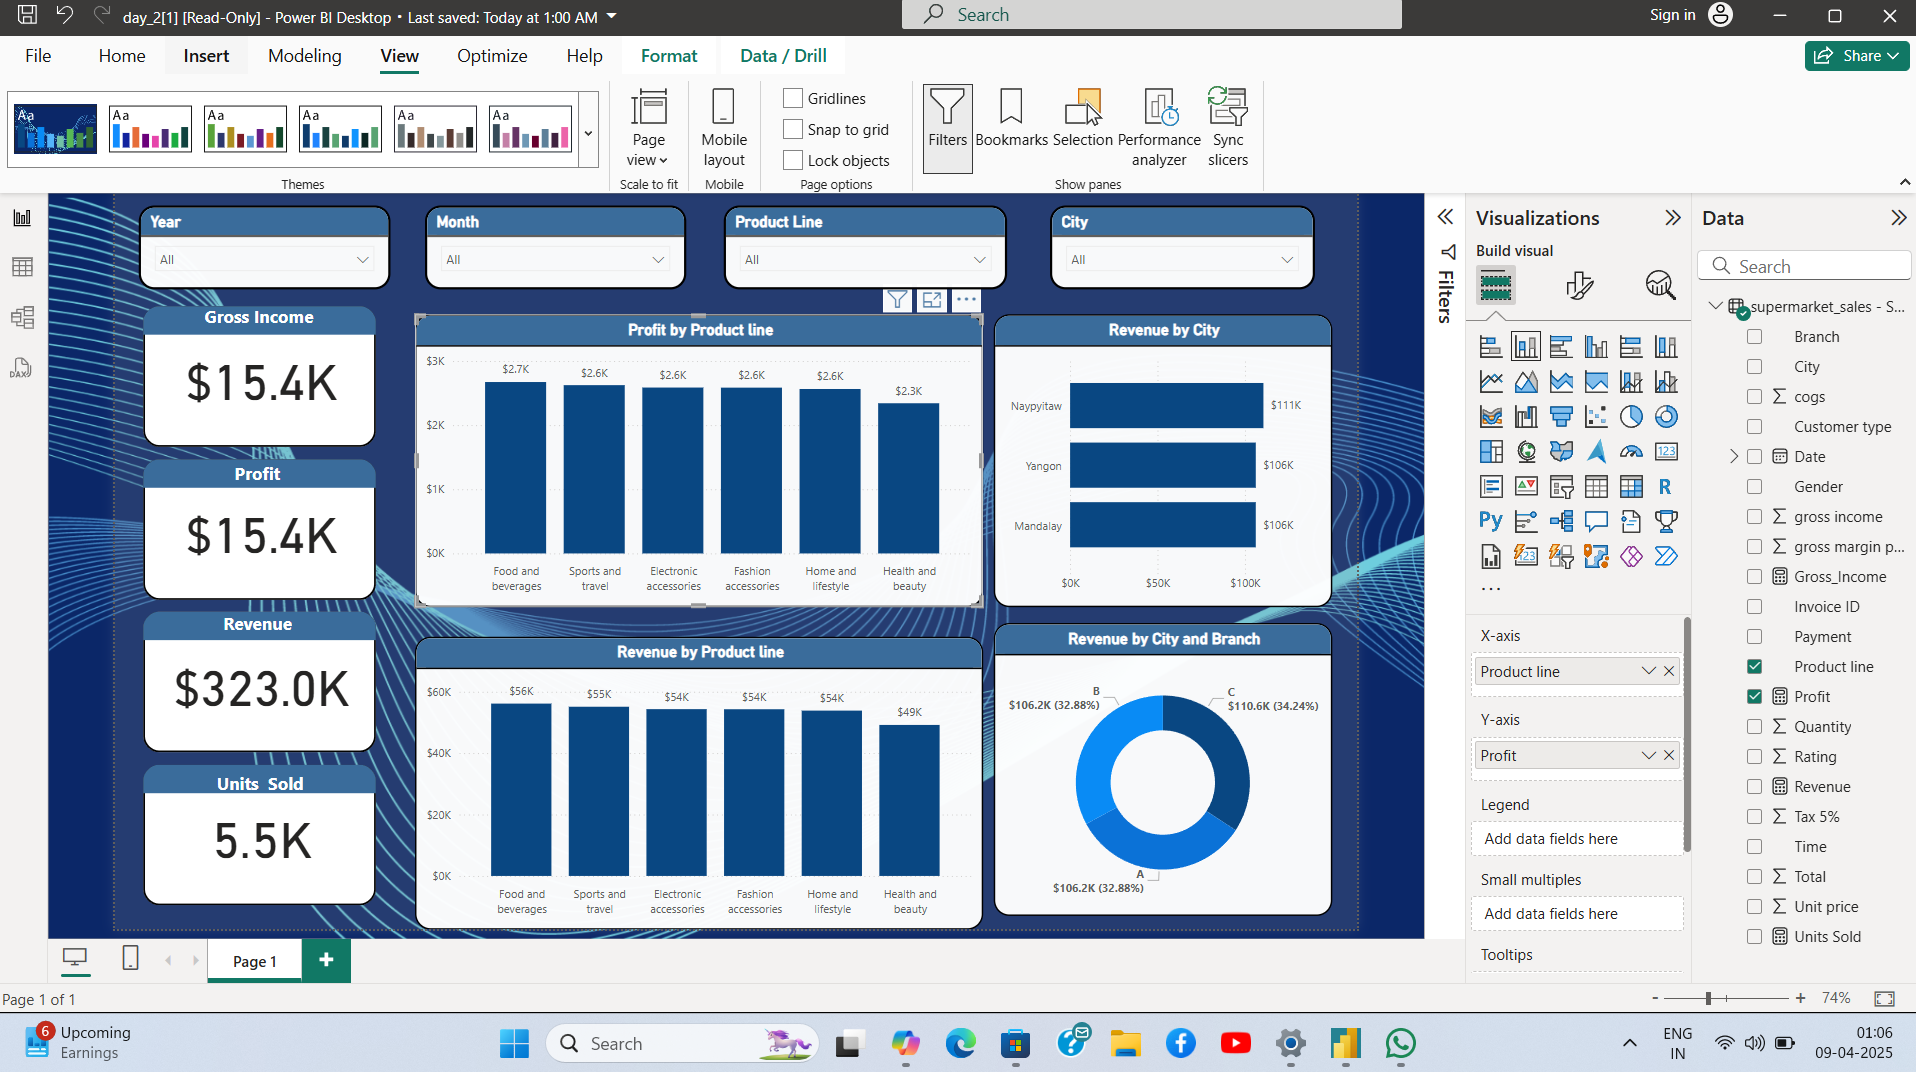 day_2[1] [Read-Only] - Power BI Desktop • Last saved: Today at 1:00 AM
Search
Sign in
File Home Insert Modeling View Optimize Help Format Data / Drill
Share
Aa Aa Aa Aa Aa Aa
Themes
Page view
Scale to fit
Mobile layout
Mobile
Gridlines
Snap to grid
Lock objects
Page options
Filters
Bookmarks
Selection
Performance analyzer
Sync slicers
Show panes
DAX
Year
All
Month
All
Product Line
All
City
All
Gross Income
$15.4K
Profit
$15.4K
Revenue
$323.0K
Units Sold
5.5K
Profit by Product line
$3K
$2K
$1K
$0K
$2.7K $2.6K $2.6K $2.6K $2.6K $2.3K
Food and beverages
Sports and travel
Electronic accessories
Fashion accessories
Home and lifestyle
Health and beauty
Revenue by City
Naypyitaw $111K
Yangon $106K
Mandalay $106K
$0K $50K $100K
Revenue by Product line
$60K
$40K
$20K
$0K
$56K $55K $54K $54K $54K $49K
Food and beverages
Sports and travel
Electronic accessories
Fashion accessories
Home and lifestyle
Health and beauty
Revenue by City and Branch
B
$106.2K (32.88%)
C
$110.6K (34.24%)
A
$106.2K (32.88%)
Filters
Visualizations
Build visual
123
R
Py
123
...
X-axis
Product line
Y-axis
Profit
Legend
Add data fields here
Small multiples
Add data fields here
Tooltips
Data
Search
supermarket_sales - S...
Branch
City
cogs
Customer type
Date
Gender
gross income
gross margin p...
Gross_Income
Invoice ID
Payment
Product line
Profit
Quantity
Rating
Revenue
Tax 5%
Time
Total
Unit price
Units Sold
Page 1
+
Page 1 of 1
- + 74%
6
Upcoming
Earnings
Search
ENG
IN
01:06
09-04-2025